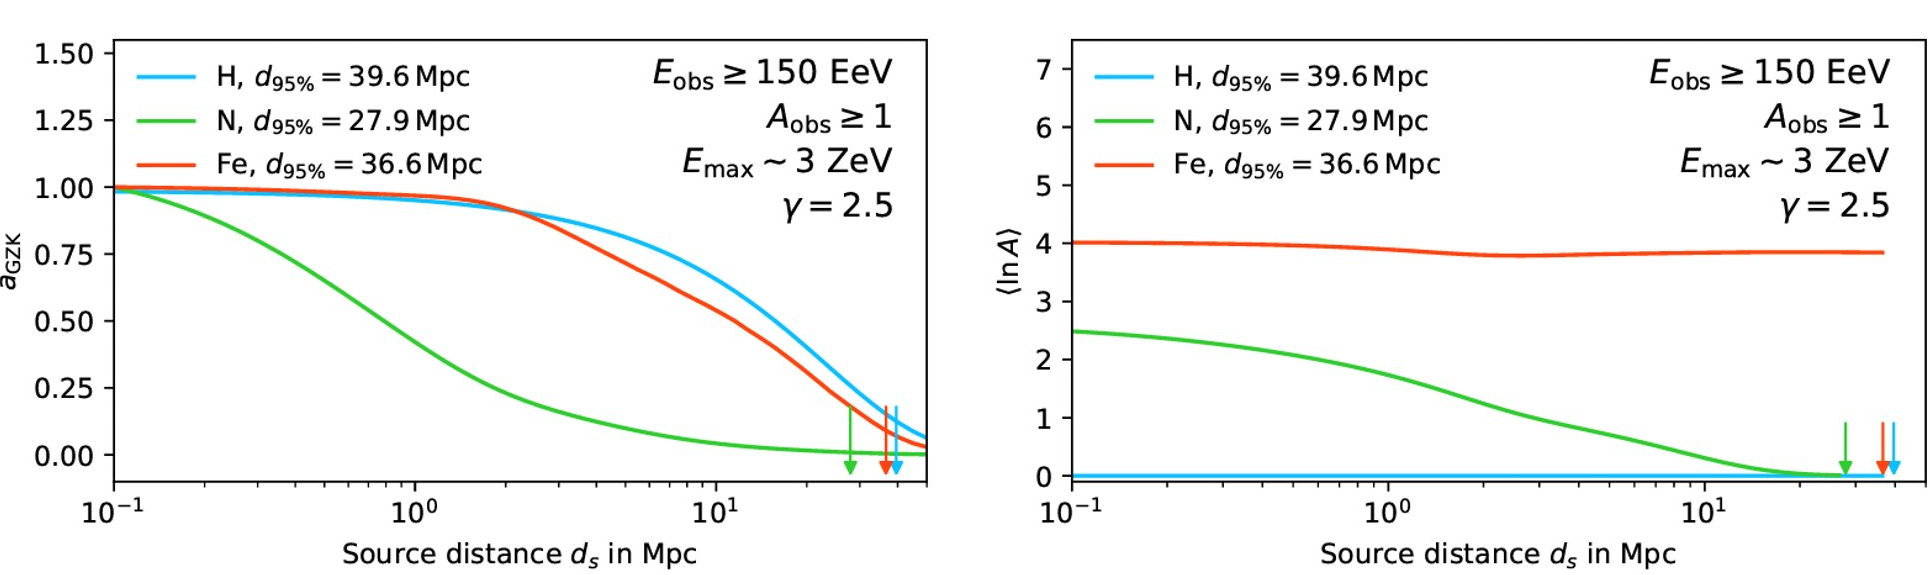 1.50
1.25
1.00
0.75
0.50
0.25
0.00
a_GZK
H, d_95% = 39.6 Mpc
N, d_95% = 27.9 Mpc
Fe, d_95% = 36.6 Mpc
E_obs ≥ 150 EeV
A_obs ≥ 1
E_max ~ 3 ZeV
γ = 2.5
10^−1
10^0
10^1
Source distance d_s in Mpc
7
6
5
4
3
2
1
0
⟨ln A⟩
H, d_95% = 39.6 Mpc
N, d_95% = 27.9 Mpc
Fe, d_95% = 36.6 Mpc
E_obs ≥ 150 EeV
A_obs ≥ 1
E_max ~ 3 ZeV
γ = 2.5
10^−1
10^0
10^1
Source distance d_s in Mpc